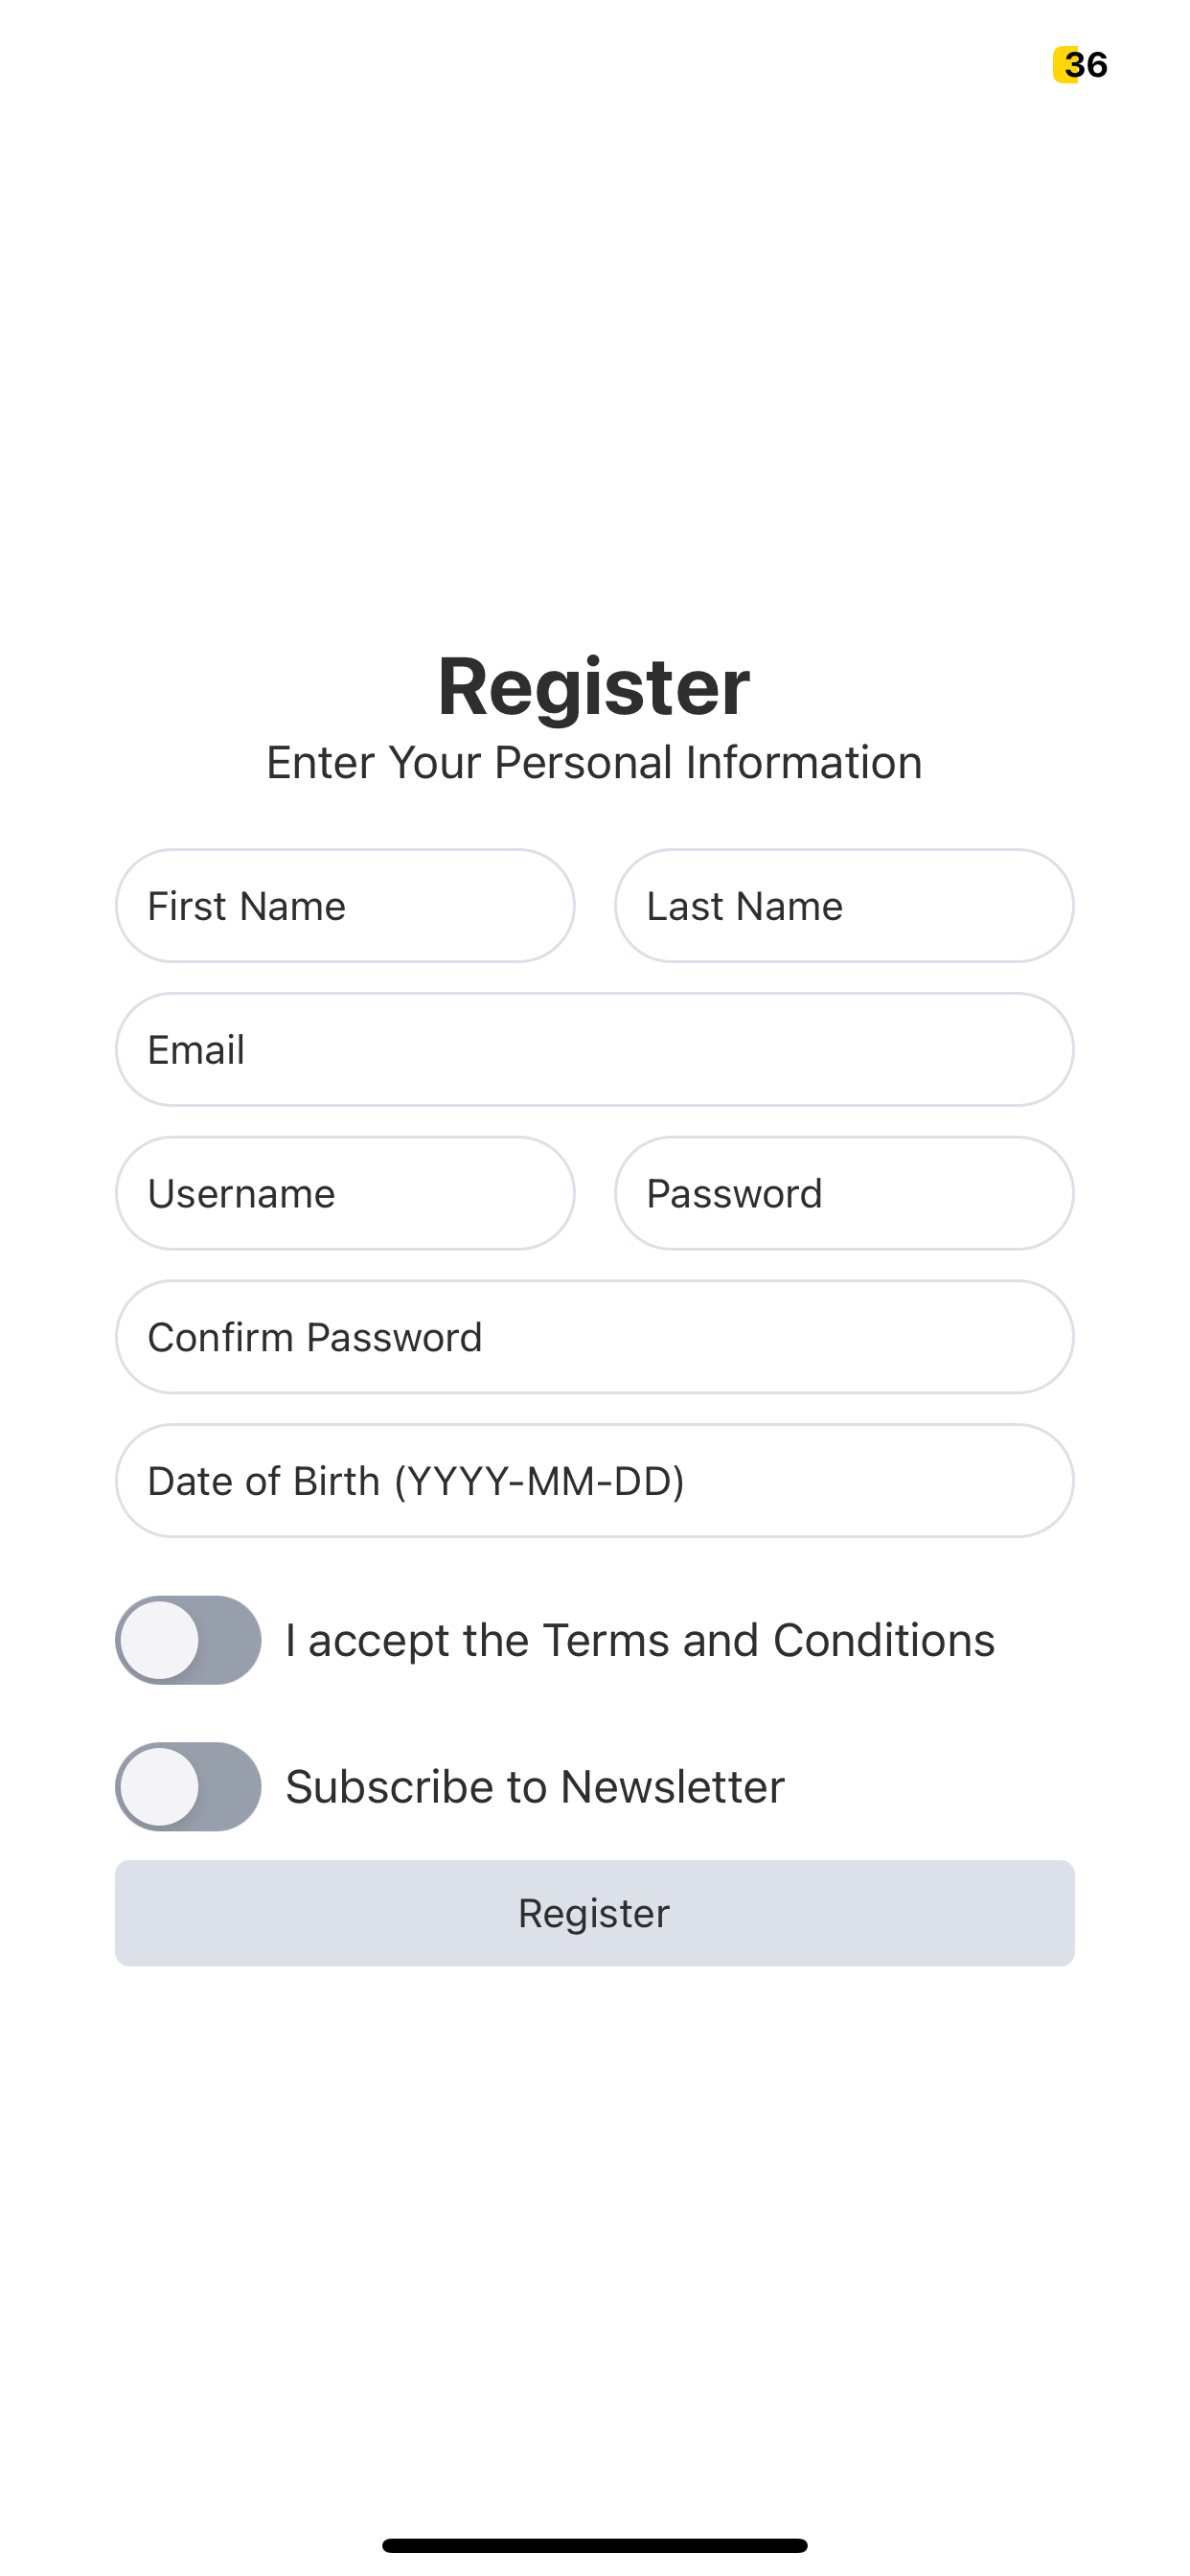 36
Register
Enter Your Personal Information
First Name Last Name
Email
Username Password
Confirm Password
Date of Birth (YYYY-MM-DD)
I accept the Terms and Conditions
Subscribe to Newsletter
Register